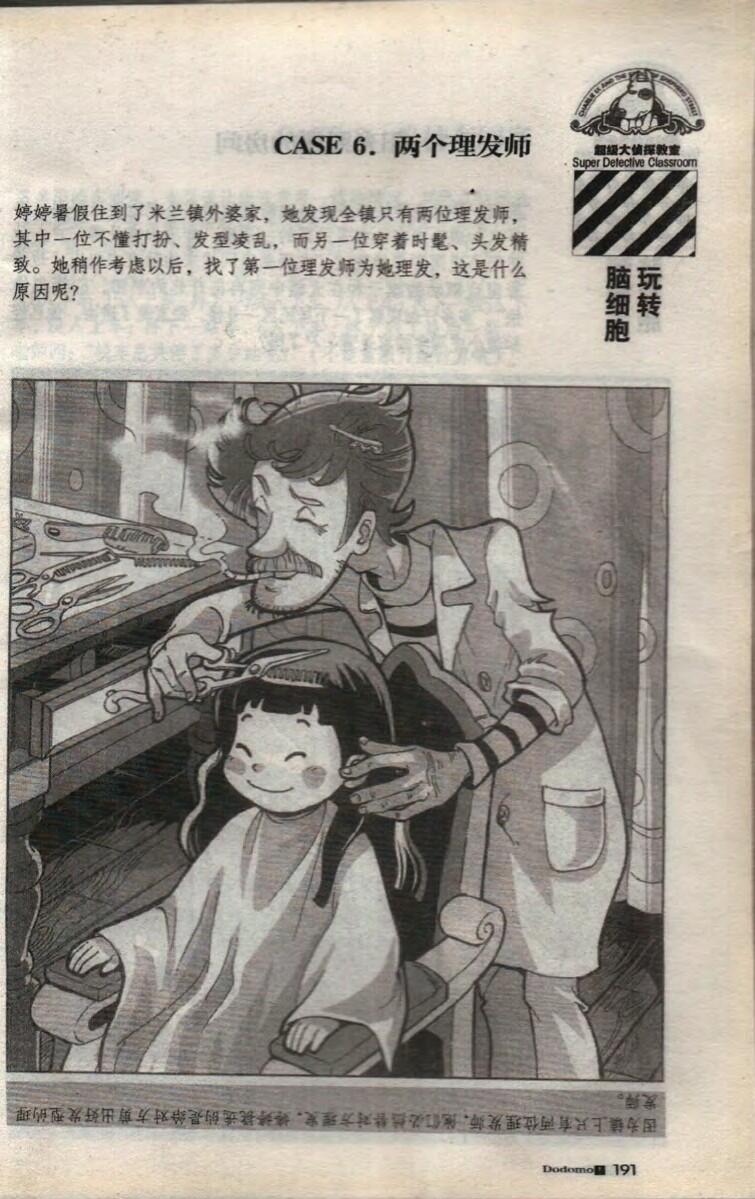 CASE 6. 两个理发师
超级大侦探教室
Super Detective Classroom
玩转
脑细胞
婷婷暑假住到了米兰镇外婆家，她发现全镇只有两位理发师，
其中一位不懂打扮、发型凌乱，而另一位穿着时髦、头发精
致。她稍作考虑以后，找了第一位理发师为她理发，这是什么
原因呢？
因为镇上只有两位理发师，他们必然替对方理发，婷婷挑选的是给对方剪出好发型的理
发师。
Dodomo 191